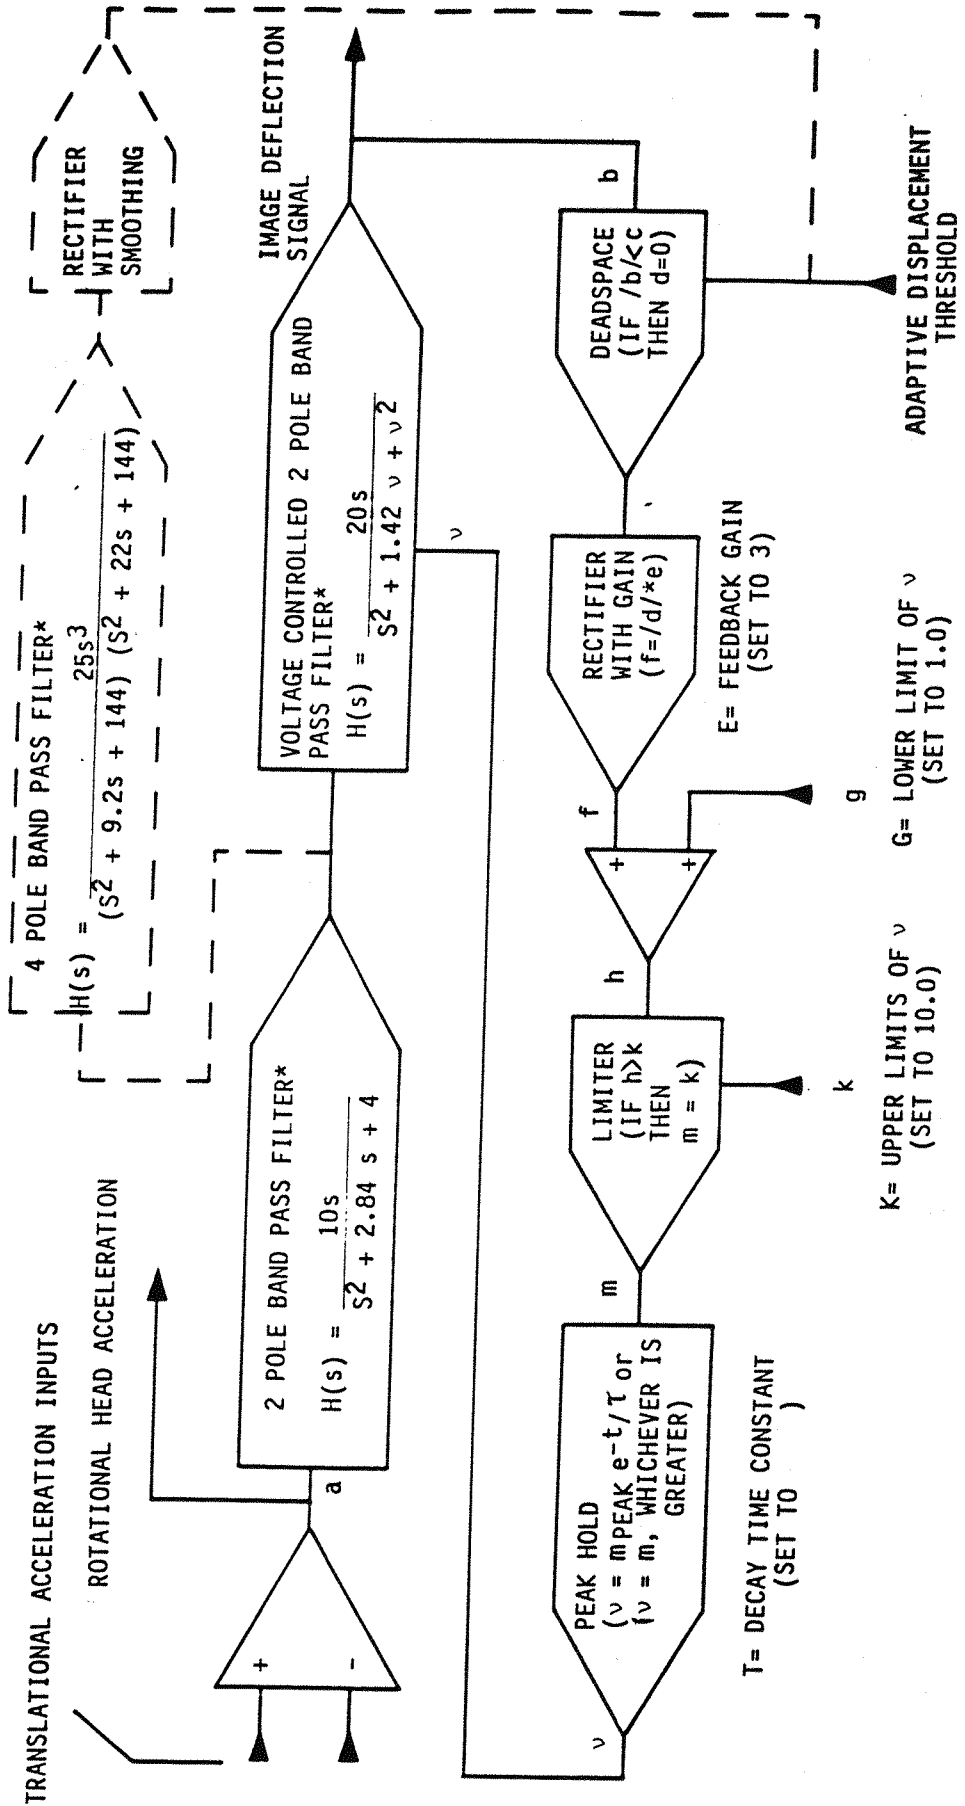 TRANSLATIONAL ACCELERATION INPUTS
ROTATIONAL HEAD ACCELERATION
+
-
a
2 POLE BAND PASS FILTER*
H(s) = 10s
S² + 2.84 s + 4
4 POLE BAND PASS FILTER*
H(s) = 25s³
(S² + 9.2s + 144) (S² + 22s + 144)
RECTIFIER
WITH
SMOOTHING
VOLTAGE CONTROLLED 2 POLE BAND
PASS FILTER*
H(s) = 20s
S² + 1.42 ν + ν²
ν
IMAGE DEFLECTION
SIGNAL
b
DEADSPACE
(IF /b/<c
THEN d=0)
ADAPTIVE DISPLACEMENT
THRESHOLD
RECTIFIER
WITH GAIN
(f=/d/*e)
E= FEEDBACK GAIN
(SET TO 3)
f
+
+
g
G= LOWER LIMIT OF ν
(SET TO 1.0)
h
LIMITER
(IF h>k
THEN
m = k)
k
K= UPPER LIMITS OF ν
(SET TO 10.0)
m
PEAK HOLD
(ν = mPEAK e-t/τ or
(ν = m, WHICHEVER IS
GREATER)
ν
T= DECAY TIME CONSTANT
(SET TO )